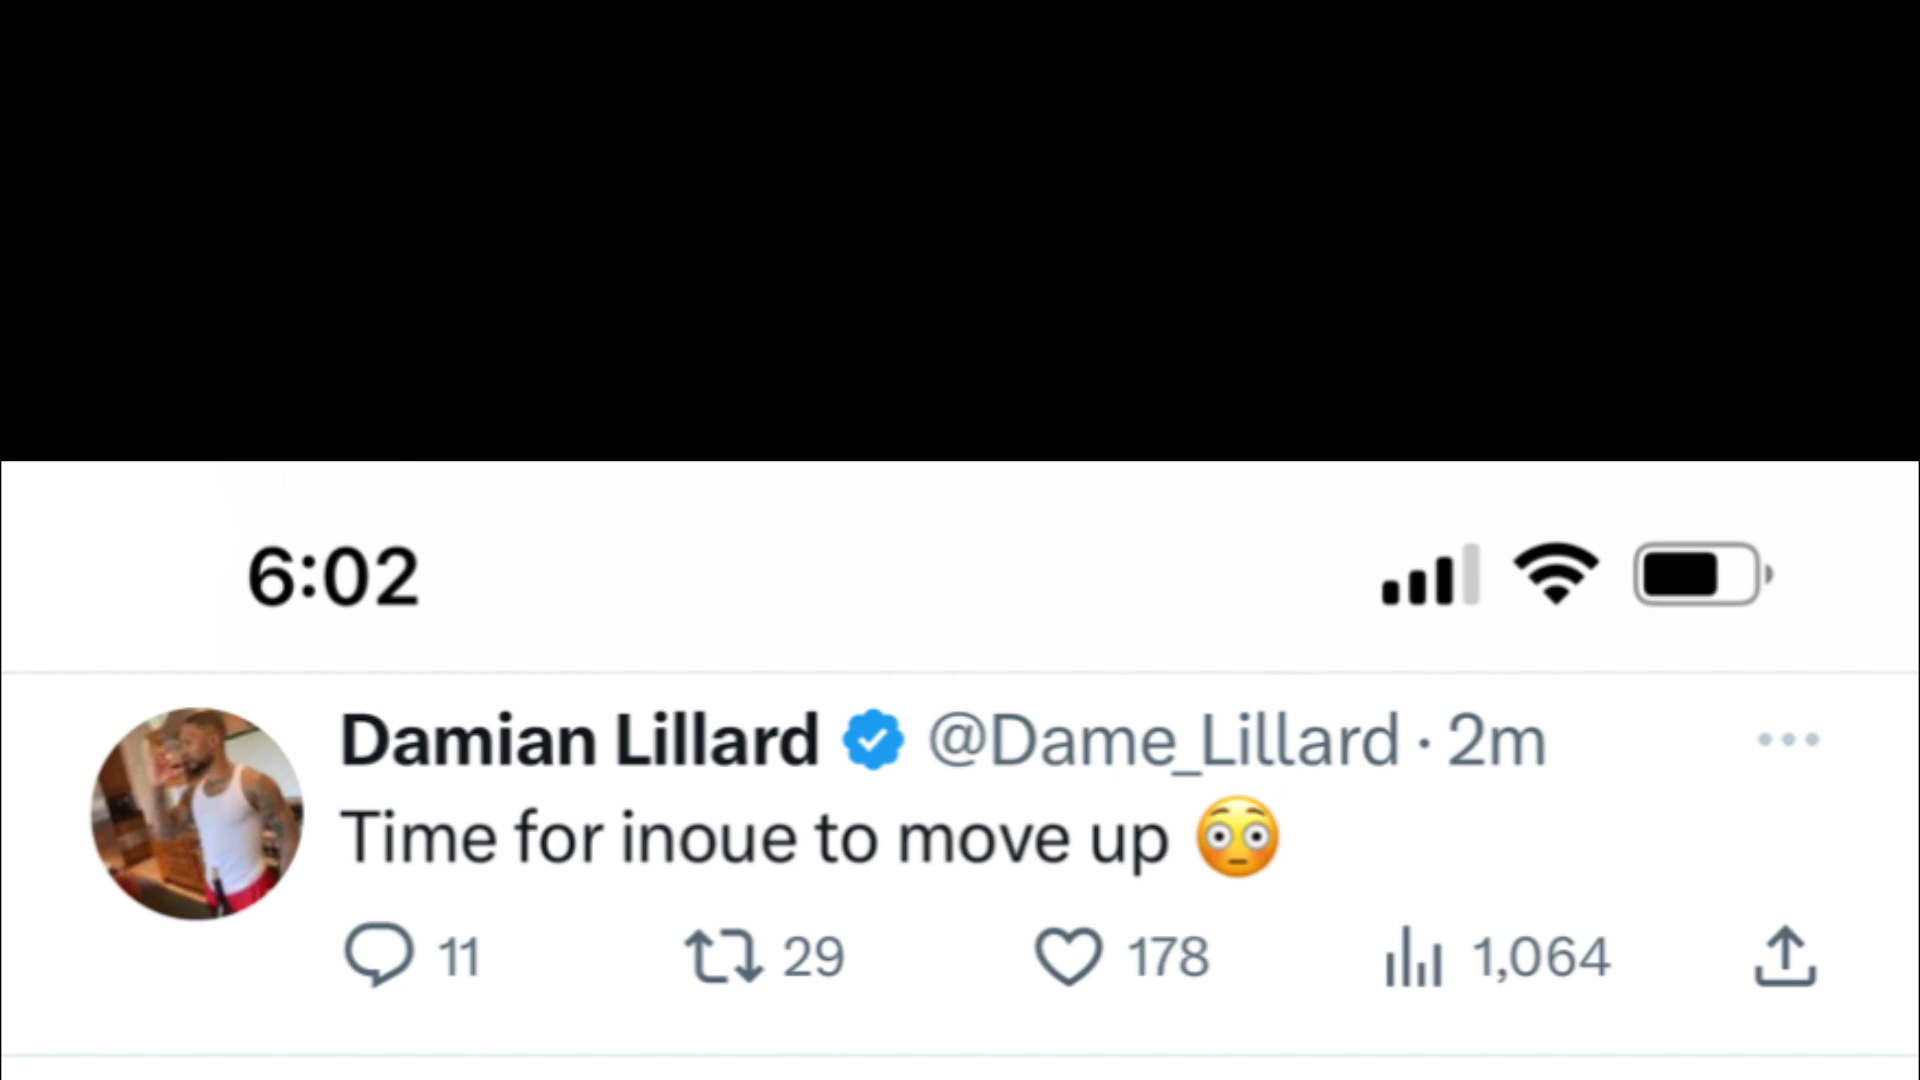 6:02
Damian Lillard @Dame_Lillard · 2m
Time for inoue to move up 😳
11 29 178 1,064